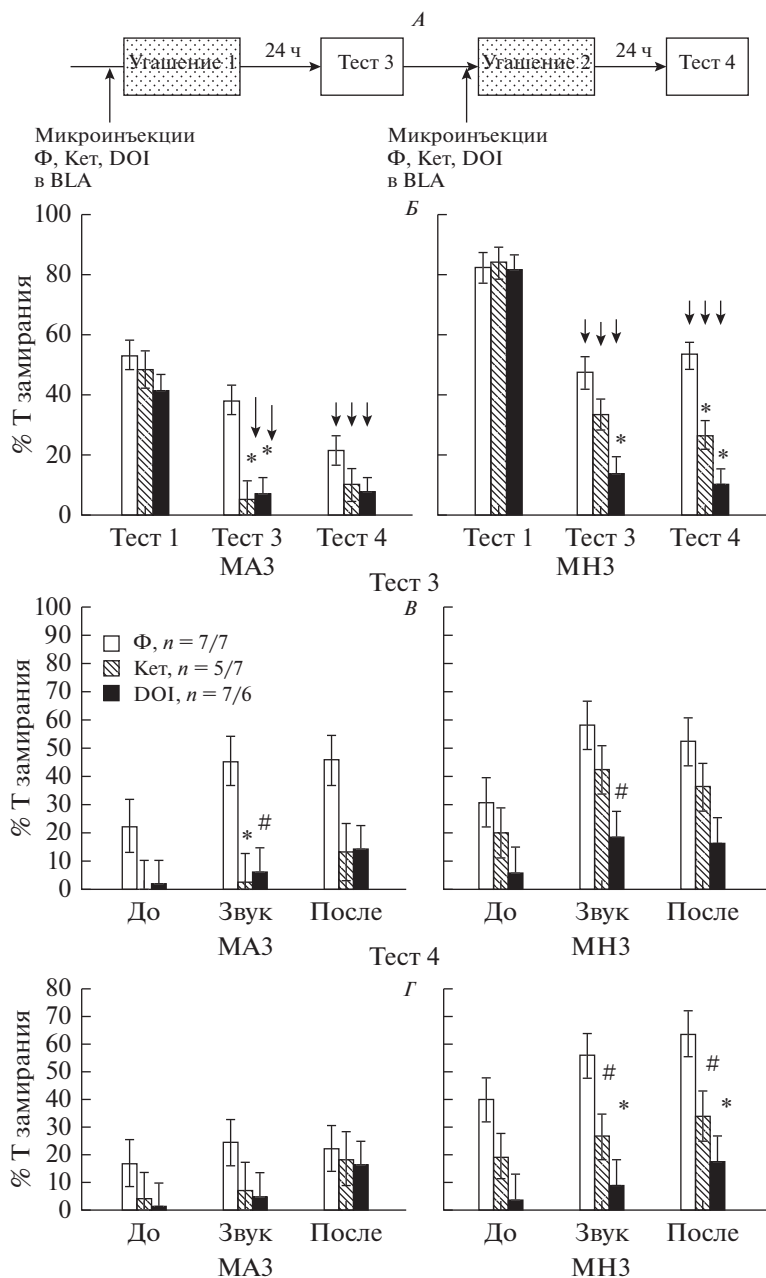 А
Угашение 1
24 ч
Тест 3
Угашение 2
24 ч
Тест 4
Микроинъекции
Ф, Кет, DOI
в BLA
Микроинъекции
Ф, Кет, DOI
в BLA
Б
% Т замирания
100
80
60
40
20
0
* *
*
* *
Тест 1 Тест 3 Тест 4
МАЗ
Тест 1 Тест 3 Тест 4
МНЗ
Тест 3
В
% Т замирания
100
90
80
70
60
50
40
30
20
10
0
Ф, n = 7/7
Кет, n = 5/7
DOI, n = 7/6
* #
#
До Звук После
МАЗ
До Звук После
МНЗ
Тест 4
Г
% Т замирания
80
70
60
50
40
30
20
10
0
# *
# *
До Звук После
МАЗ
До Звук После
МНЗ